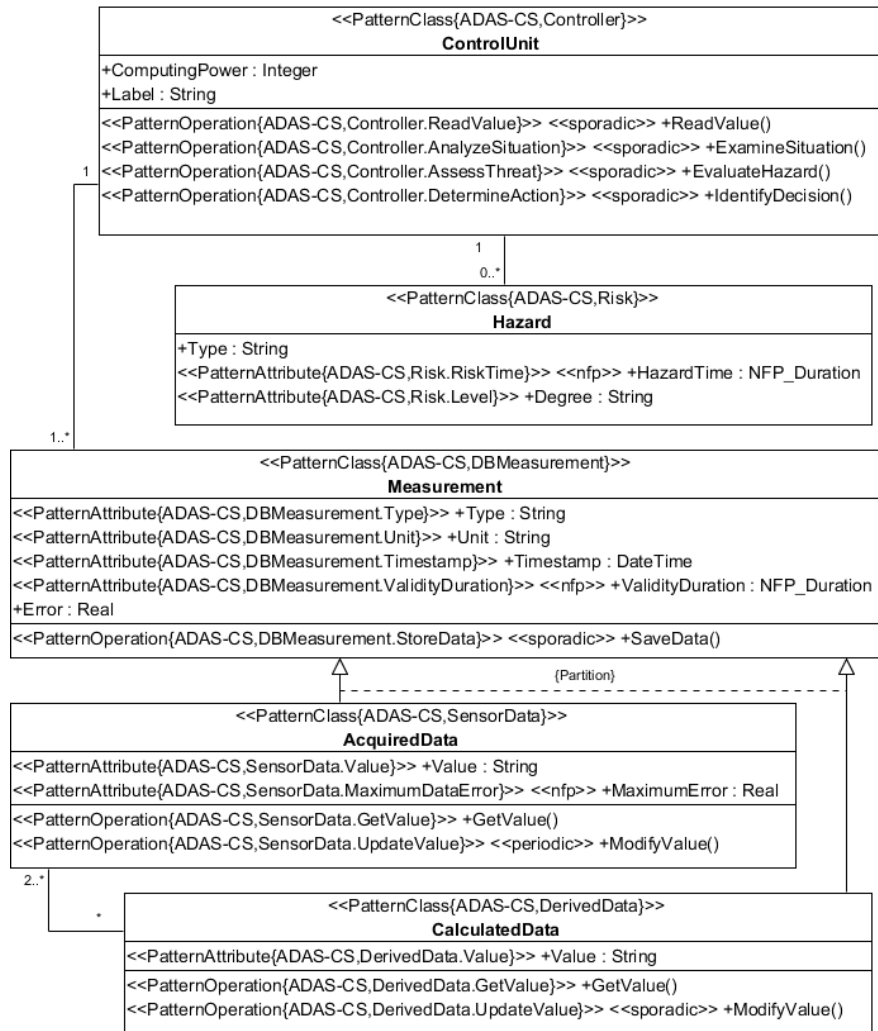 <<PatternClass{ADAS-CS,Controller}>>
ControlUnit
+ComputingPower : Integer
+Label : String
<<PatternOperation{ADAS-CS,Controller.ReadValue}>> <<sporadic>> +ReadValue()
<<PatternOperation{ADAS-CS,Controller.AnalyzeSituation}>> <<sporadic>> +ExamineSituation()
<<PatternOperation{ADAS-CS,Controller.AssessThreat}>> <<sporadic>> +EvaluateHazard()
<<PatternOperation{ADAS-CS,Controller.DetermineAction}>> <<sporadic>> +IdentifyDecision()
1
1
0..*
<<PatternClass{ADAS-CS,Risk}>>
Hazard
+Type : String
<<PatternAttribute{ADAS-CS,Risk.RiskTime}>> <<nfp>> +HazardTime : NFP_Duration
<<PatternAttribute{ADAS-CS,Risk.Level}>> +Degree : String
1..*
<<PatternClass{ADAS-CS,DBMeasurement}>>
Measurement
<<PatternAttribute{ADAS-CS,DBMeasurement.Type}>> +Type : String
<<PatternAttribute{ADAS-CS,DBMeasurement.Unit}>> +Unit : String
<<PatternAttribute{ADAS-CS,DBMeasurement.Timestamp}>> +Timestamp : DateTime
<<PatternAttribute{ADAS-CS,DBMeasurement.ValidityDuration}>> <<nfp>> +ValidityDuration : NFP_Duration
+Error : Real
<<PatternOperation{ADAS-CS,DBMeasurement.StoreData}>> <<sporadic>> +SaveData()
{Partition}
<<PatternClass{ADAS-CS,SensorData}>>
AcquiredData
<<PatternAttribute{ADAS-CS,SensorData.Value}>> +Value : String
<<PatternAttribute{ADAS-CS,SensorData.MaximumDataError}>> <<nfp>> +MaximumError : Real
<<PatternOperation{ADAS-CS,SensorData.GetValue}>> +GetValue()
<<PatternOperation{ADAS-CS,SensorData.UpdateValue}>> <<periodic>> +ModifyValue()
2..*
*
<<PatternClass{ADAS-CS,DerivedData}>>
CalculatedData
<<PatternAttribute{ADAS-CS,DerivedData.Value}>> +Value : String
<<PatternOperation{ADAS-CS,DerivedData.GetValue}>> +GetValue()
<<PatternOperation{ADAS-CS,DerivedData.UpdateValue}>> <<sporadic>> +ModifyValue()